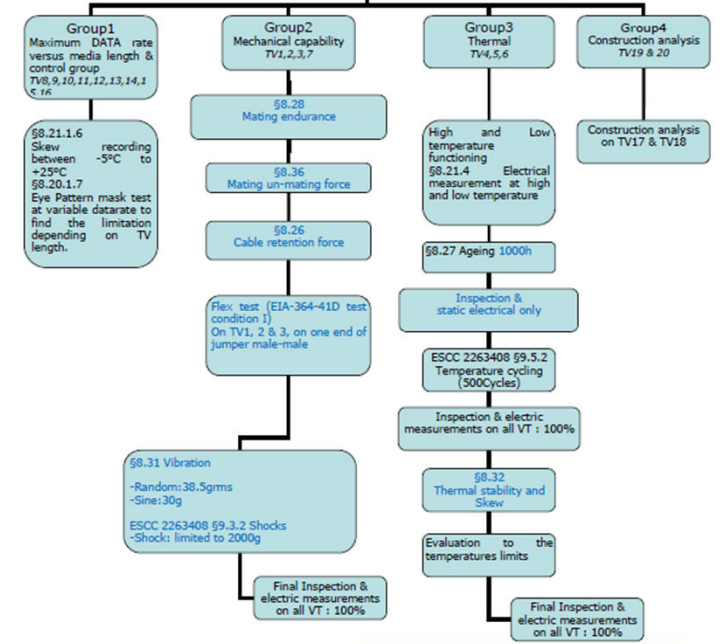 Group1
Maximum DATA rate
versus media length &
control group
TV8,9,10,11,12,13,14,1
5,16
§8.21.1.6
Skew recording
between -5ºC to
+25ºC
§8.20.1.7
Eye Pattern mask test
at variable datarate to
find the limitation
depending on TV
length.
Group2
Mechanical capability
TV1,2,3,7
§8.28
Mating endurance
§8.36
Mating un-mating force
§8.26
Cable retention force
Flex test (EIA-364-41D test
condition I)
On TV1, 2 & 3, on one end of
jumper male-male
§8.31 Vibration
-Random:38.5grms
-Sine:30g
ESCC 2263408 §9.3.2 Shocks
-Shock: limited to 2000g
Final Inspection &
electric measurements
on all VT : 100%
Group3
Thermal
TV4,5,6
High and Low
temperature
functioning
§8.21.4 Electrical
measurement at high
and low temperature
§8.27 Ageing 1000h
Inspection &
static electrical only
ESCC 2263408 §9.5.2
Temperature cycling
(500Cycles)
Inspection & electric
measurements on all VT : 100%
§8.32
Thermal stability and
Skew
Evaluation to the
temperatures limits
Final Inspection &
electric measurements
on all VT : 100%
Group4
Construction analysis
TV19 & 20
Construction analysis
on TV17 & TV18